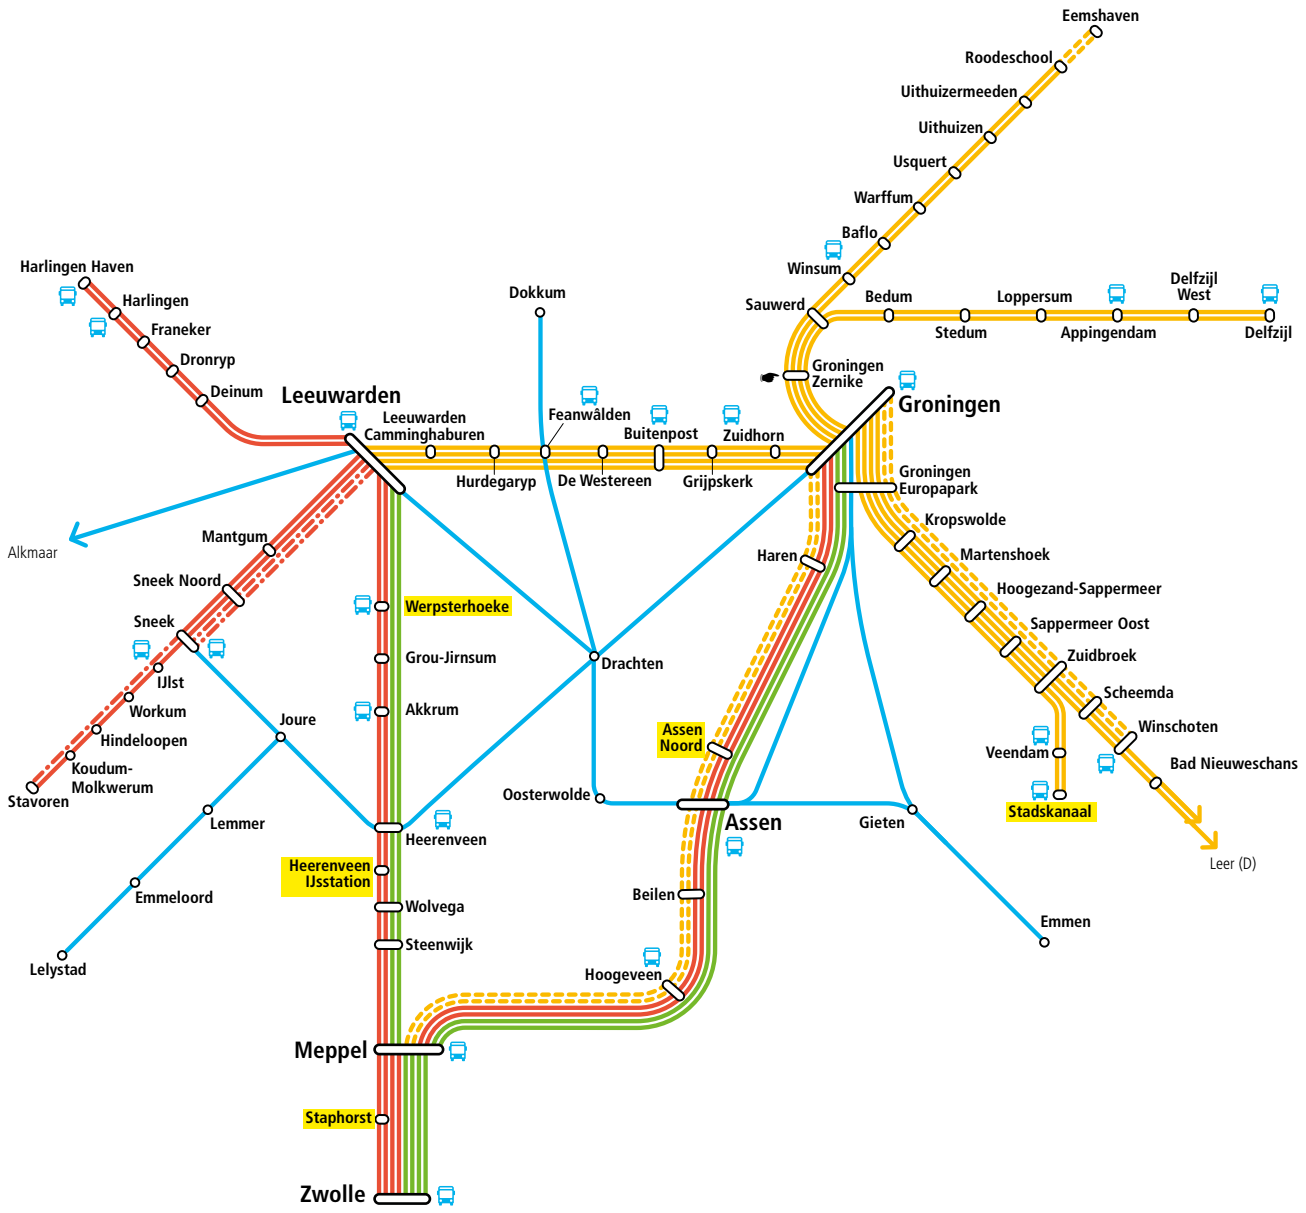 Eemshaven
Roodeschool
Uithuizermeeden
Uithuizen
Usquert
Warffum
Baflo
Winsum
Sauwerd
Bedum
Stedum
Loppersum
Appingendam
Delfzijl
West
Delfzijl
Groningen
Zernike
Groningen
Harlingen Haven
Harlingen
Franeker
Dronryp
Deinum
Leeuwarden
Leeuwarden
Camminghaburen
Hurdegaryp
Dokkum
Feanwâlden
De Westereen
Buitenpost
Grijpskerk
Zuidhorn
Groningen
Europapark
Kropswolde
Martenshoek
Hoogezand-Sappermeer
Sappermeer Oost
Zuidbroek
Scheemda
Winschoten
Bad Nieuweschans
Leer (D)
Veendam
Stadskanaal
Alkmaar
Mantgum
Sneek Noord
Sneek
IJlst
Workum
Hindeloopen
Koudum-
Molkwerum
Stavoren
Werpsterhoeke
Grou-Jirnsum
Akkrum
Haren
Drachten
Assen
Noord
Joure
Lemmer
Emmeloord
Lelystad
Heerenveen
Heerenveen
IJsstation
Wolvega
Steenwijk
Oosterwolde
Assen
Gieten
Emmen
Beilen
Hoogeveen
Meppel
Staphorst
Zwolle